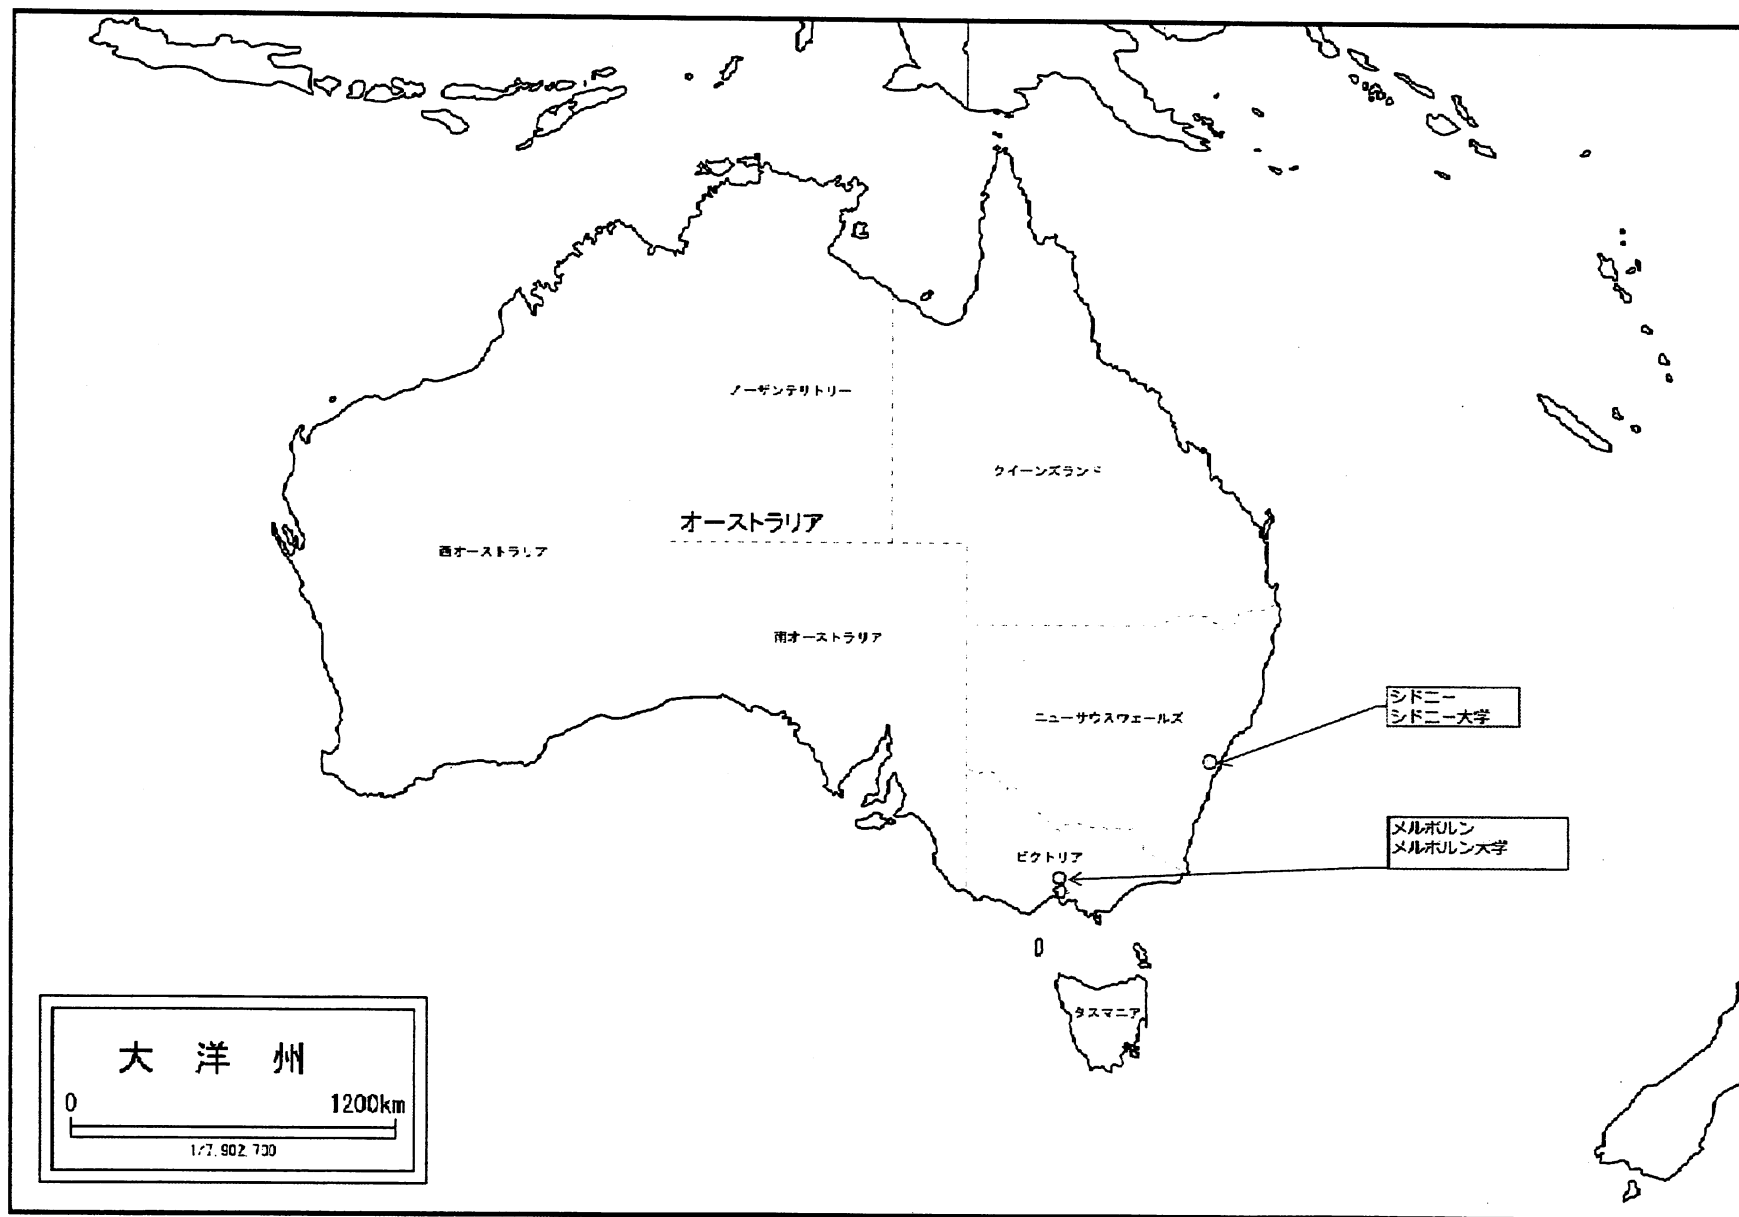 ノーザンテリトリー
クイーンズランド
オーストラリア
西オーストラリア
南オーストラリア
ニューサウスウェールズ
シドニー
シドニー大学
メルボルン
メルボルン大学
ビクトリア
タスマニア
大 洋 州
0 1200km
1/7,902,700